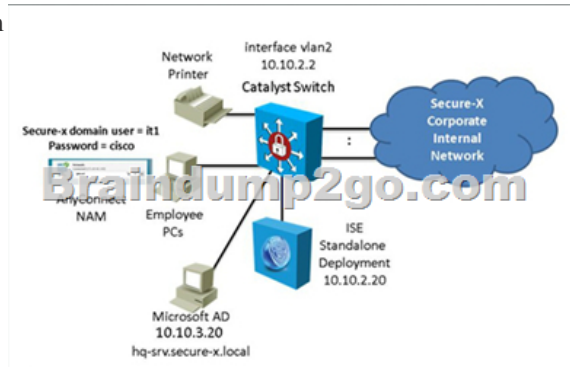 n
interface vlan2
10.10.2.2
Network
Printer
Catalyst Switch
Secure-X
Corporate
Internal
Network
:
Secure-x domain user = it1
Password = cisco
Braindump2go.com
AnyConnect
NAM
Employee
PCs
ISE
Standalone
Deployment
10.10.2.20
Microsoft AD
10.10.3.20
hq-srv.secure-x.local